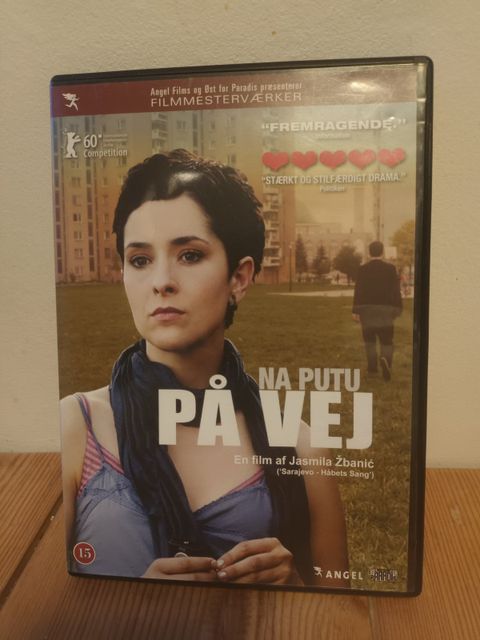 Angel Films og Øst for Paradis præsenterer
FILMMESTERVÆRKER
60°
Competition
"FREMRAGENDE."
"STÆRKT OG STILFÆRDIGT DRAMA."
Politiken
NA PUTU
PÅ VEJ
En film af Jasmila Žbanić
('Sarajevo - Håbets Sang')
15
ANGEL